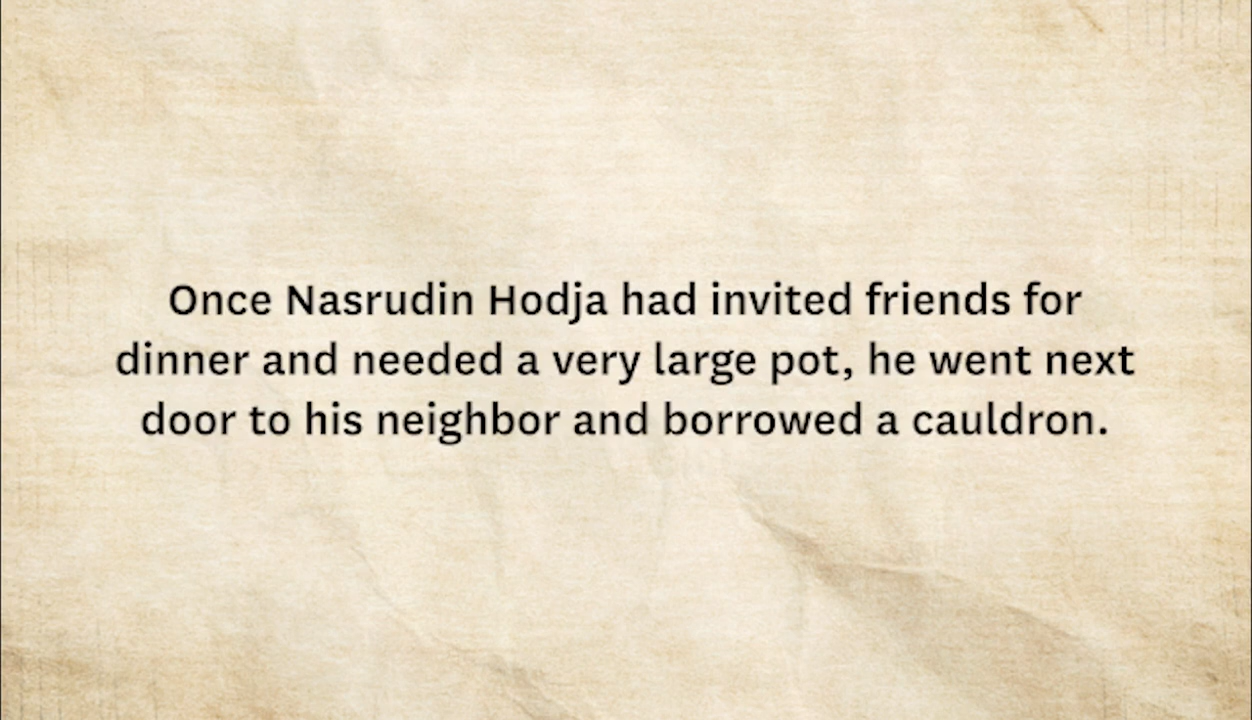 Once Nasrudin Hodja had invited friends for
dinner and needed a very large pot, he went next
door to his neighbor and borrowed a cauldron.